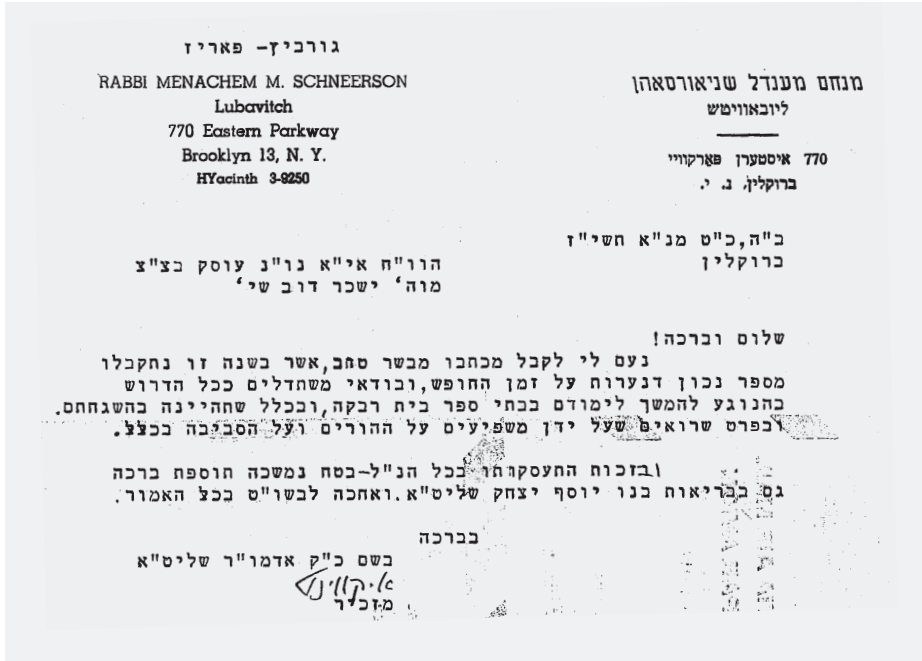 גורביץ- פאריז
RABBI MENACHEM M. SCHNEERSON
Lubavitch
770 Eastern Parkway
Brooklyn 13, N. Y.
HYacinth 3-9250
מנחם מענדל שניאורסאהן
ליובאוויטש
770 איסטערן פּאַרקוויי
ברוקלין, נ. י.
ב"ה,כ"ט מנ"א תשי"ז
ברוקלין
הוו"ח אי"א נו"נ עוסק בצ"צ
מוה' ישכר דוב שי'
שלום וברכה!
נעם לי לקבל מכתבו מבשר טוב,אשר בשנה זו נתקבלו
מספר נכון דנערות על זמן החופש,ובודאי משתדלים ככל הדרוש
בהנוגע להמשך לימודם בבתי ספר בית רבקה,ובכלל שתהיינה בהשגחתם.
ובפרט שרואים שעל ידן משפיעים על ההורים ועל הסביבה בכלל.
ובזכות התעסקותו בכל הנ"ל-בטח נמשכה תוספת ברכה
גם בבריאות בנו יוסף יצחק שליט"א.ואחכה לבשו"ט בכל האמור.
בברכה
בשם כ"ק אדמו"ר שליט"א
מזכיר